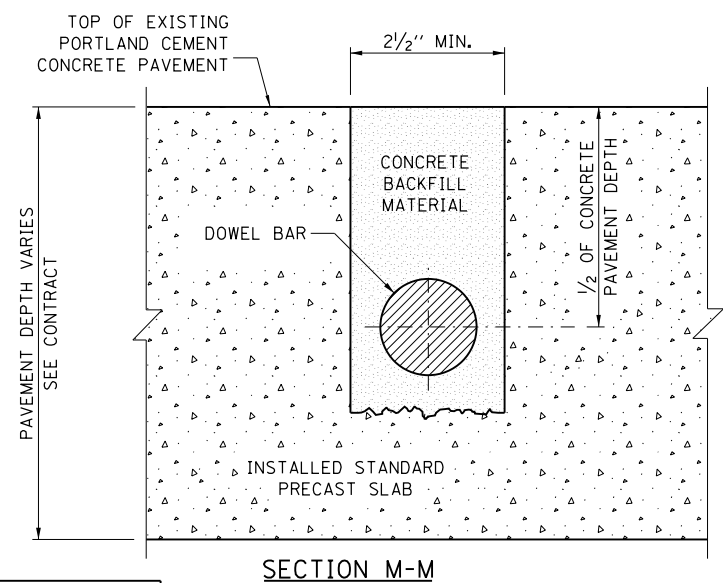 TOP OF EXISTING
PORTLAND CEMENT
CONCRETE PAVEMENT
2 1/2" MIN.
CONCRETE
BACKFILL
MATERIAL
DOWEL BAR
1/2 OF CONCRETE
PAVEMENT DEPTH
PAVEMENT DEPTH VARIES
SEE CONTRACT
INSTALLED STANDARD
PRECAST SLAB
SECTION M-M